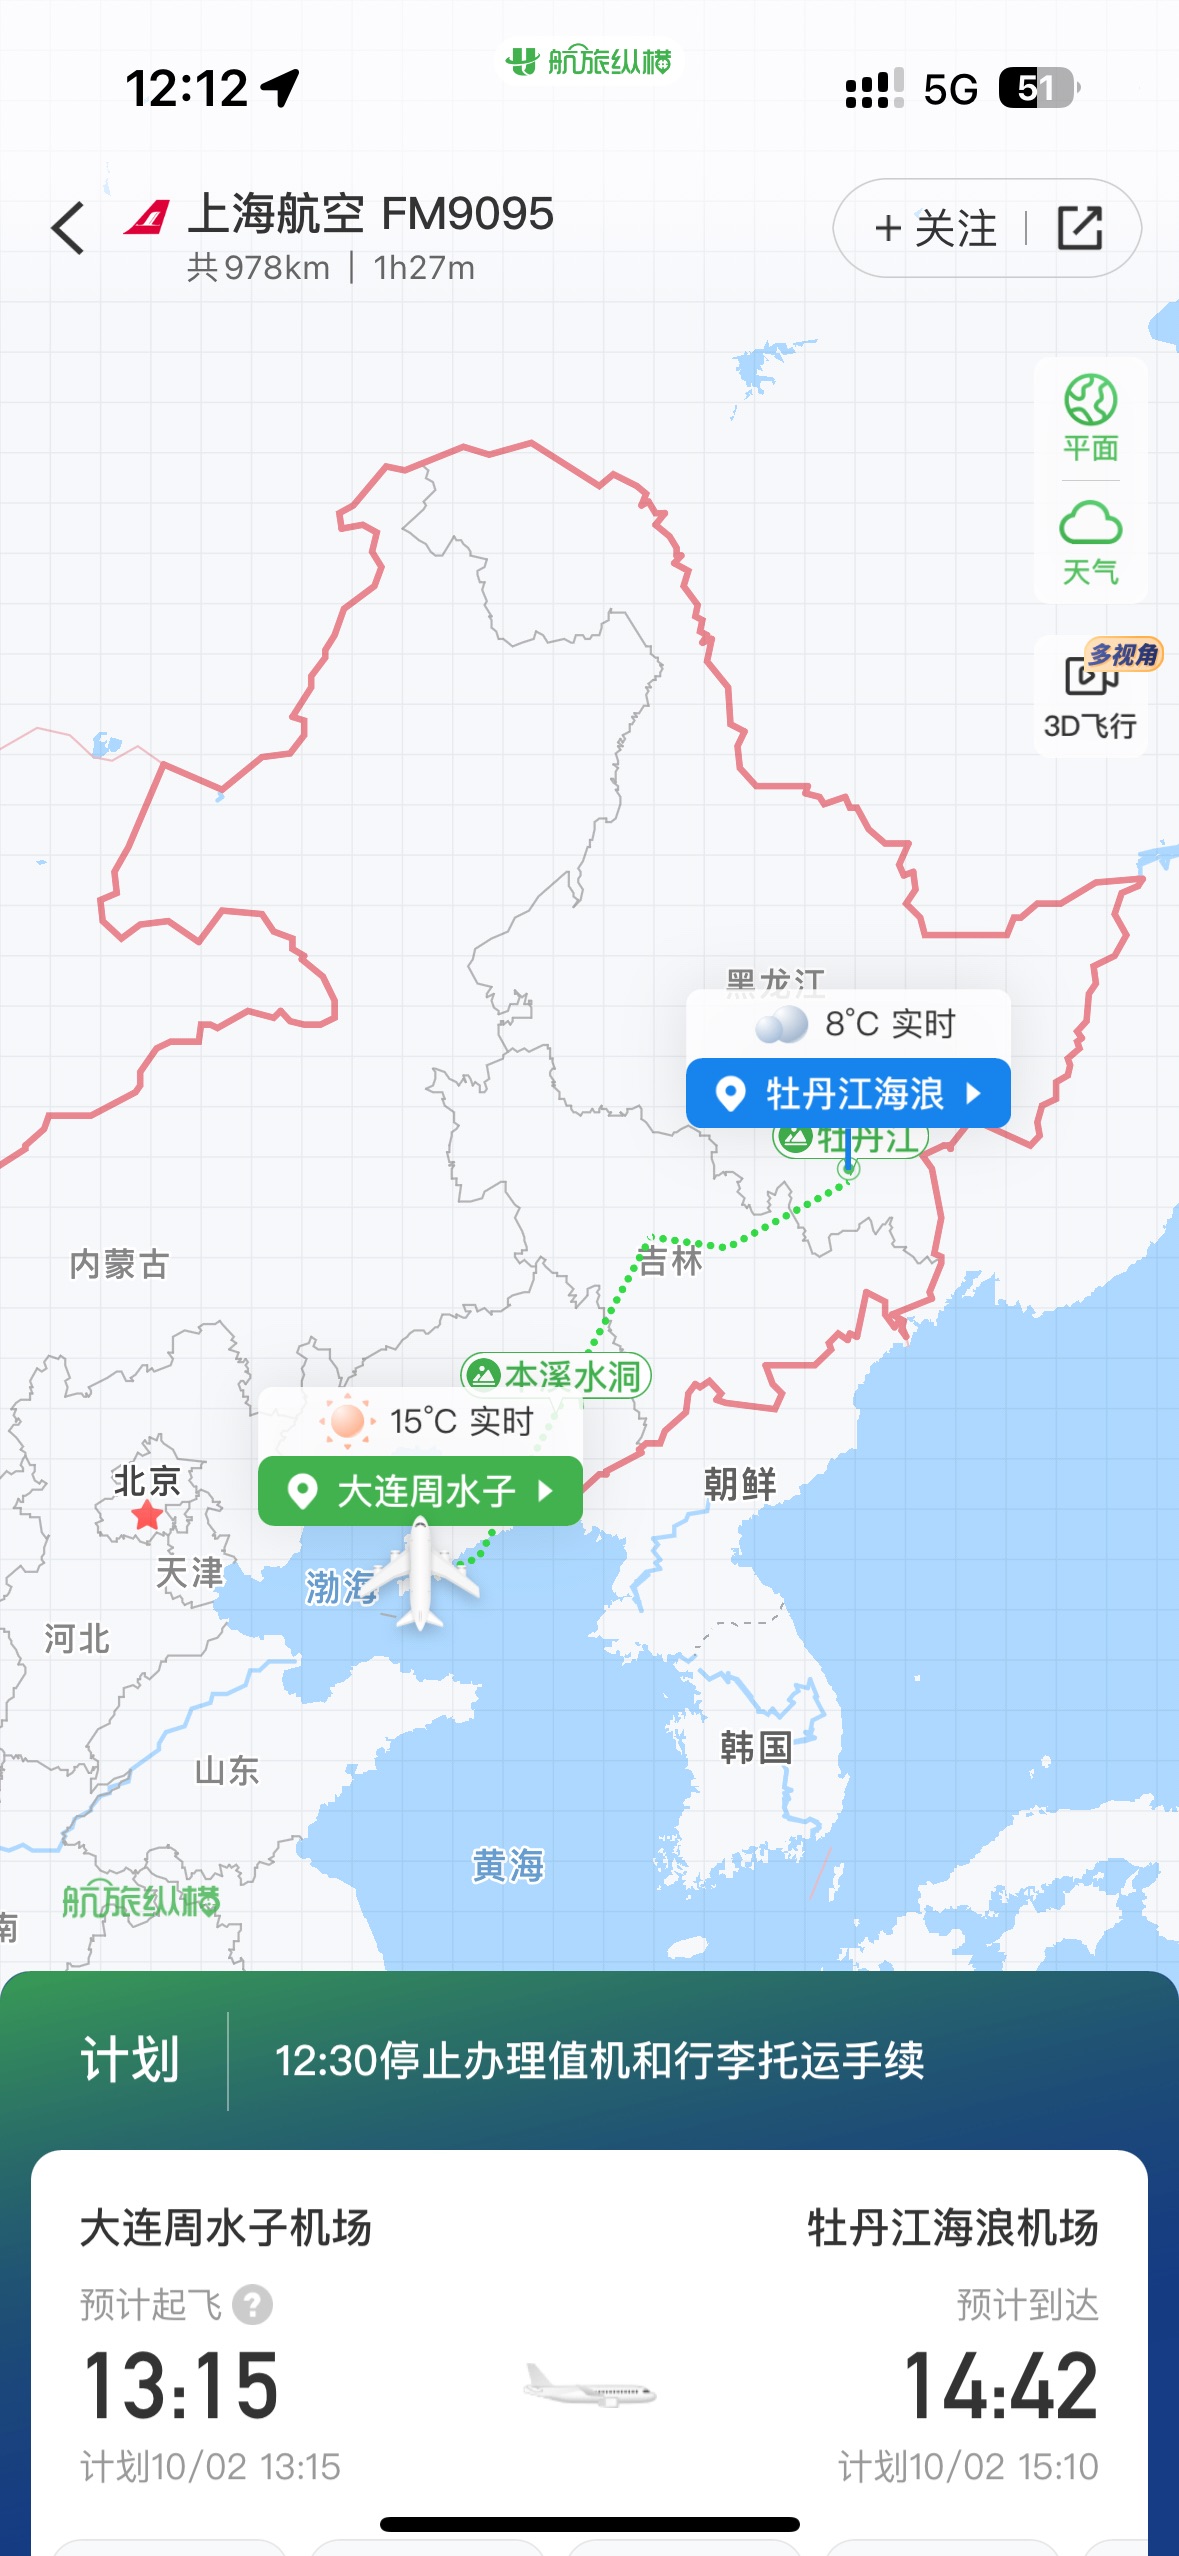 航旅纵横
12:12
5G
51
上海航空 FM9095
共978km | 1h27m
+ 关注
平面
天气
多视角
3D飞行
黑龙江
8°C 实时
牡丹江海浪
牡丹江
内蒙古
吉林
本溪水洞
15°C 实时
大连周水子
北京
朝鲜
天津
渤海
河北
韩国
山东
黄海
航旅纵横
南
计划
12:30停止办理值机和行李托运手续
大连周水子机场
牡丹江海浪机场
预计起飞 ?
预计到达
13:15
14:42
计划10/02 13:15
计划10/02 15:10